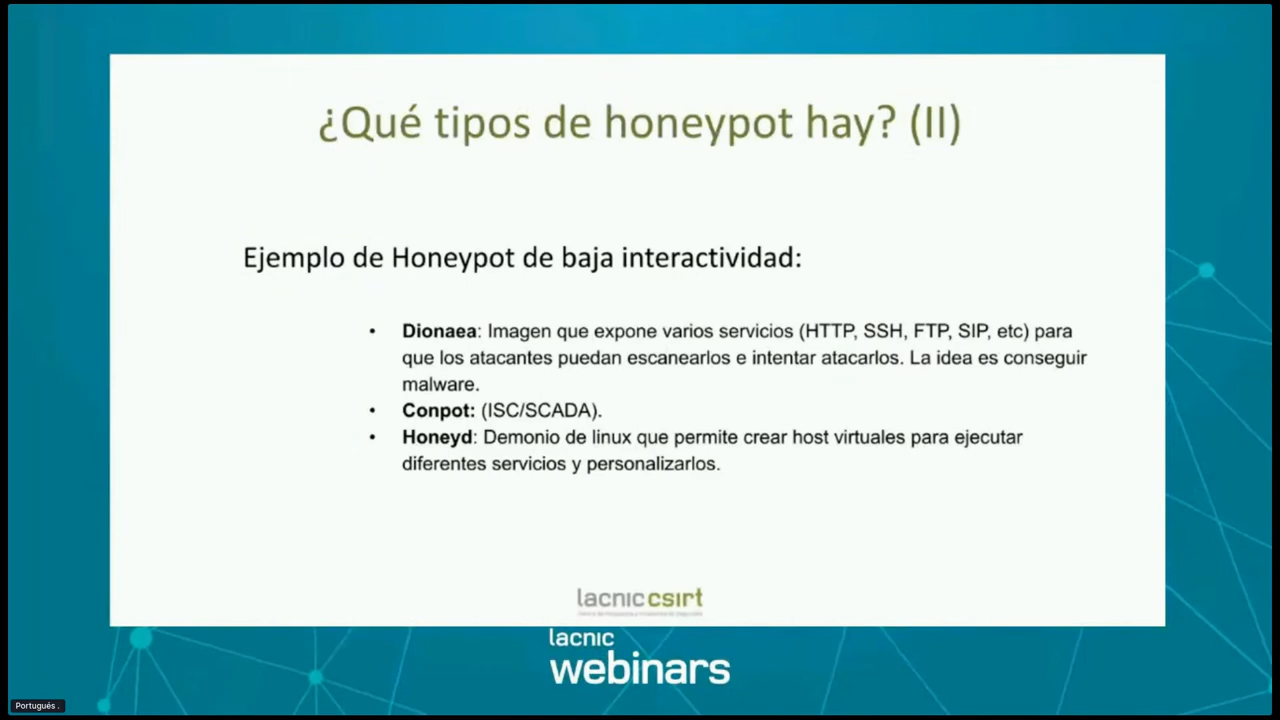 ¿Qué tipos de honeypot hay? (II)
Ejemplo de Honeypot de baja interactividad:
• Dionaea: Imagen que expone varios servicios (HTTP, SSH, FTP, SIP, etc) para
que los atacantes puedan escanearlos e intentar atacarlos. La idea es conseguir
malware.
• Conpot: (ISC/SCADA).
• Honeyd: Demonio de linux que permite crear host virtuales para ejecutar
diferentes servicios y personalizarlos.
lacniccsirt
lacnic
webinars
Portugués .